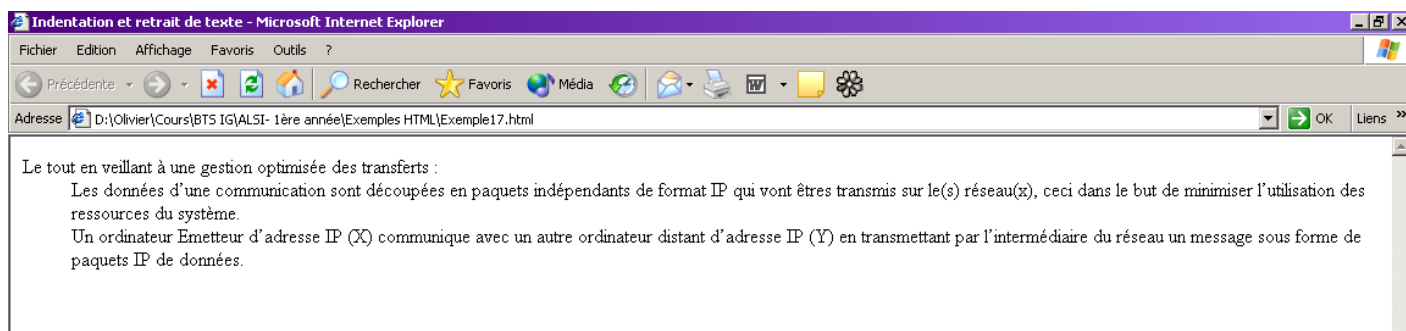 Indentation et retrait de texte - Microsoft Internet Explorer
Fichier Edition Affichage Favoris Outils ?
Précédente Rechercher Favoris Média
Adresse D:\Olivier\Cours\BTS IG\ALSI- 1ère année\Exemples HTML\Exemple17.html OK Liens »
Le tout en veillant à une gestion optimisée des transferts :
Les données d’une communication sont découpées en paquets indépendants de format IP qui vont êtres transmis sur le(s) réseau(x), ceci dans le but de minimiser l’utilisation des
ressources du système.
Un ordinateur Emetteur d’adresse IP (X) communique avec un autre ordinateur distant d’adresse IP (Y) en transmettant par l’intermédiaire du réseau un message sous forme de
paquets IP de données.